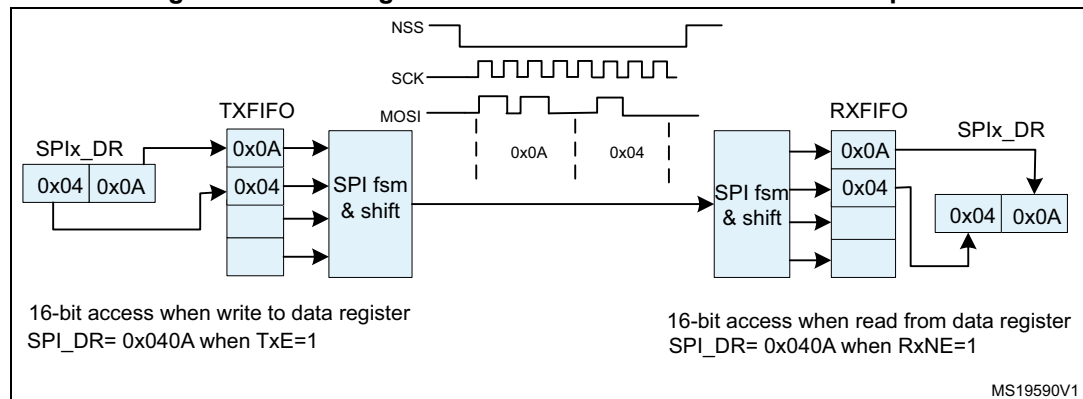 NSS
SCK
MOSI
TXFIFO
RXFIFO
SPIx_DR
SPIx_DR
0x04 0x0A
0x0A
0x04
SPI fsm
& shift
0x0A 0x04
SPI fsm
& shift
0x0A
0x04
0x04 0x0A
16-bit access when write to data register
SPI_DR= 0x040A when TxE=1
16-bit access when read from data register
SPI_DR= 0x040A when RxNE=1
MS19590V1